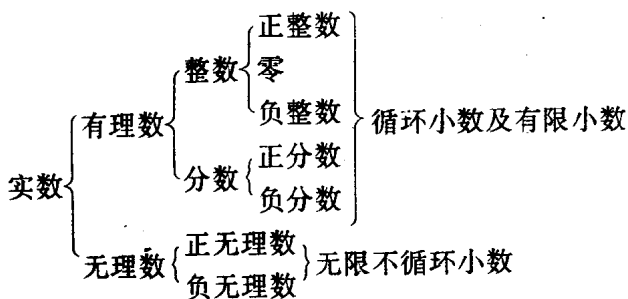 正整数
整数
零
负整数
有理数
循环小数及有限小数
正分数
分数
负分数
实数
正无理数
无理数
无限不循环小数
负无理数